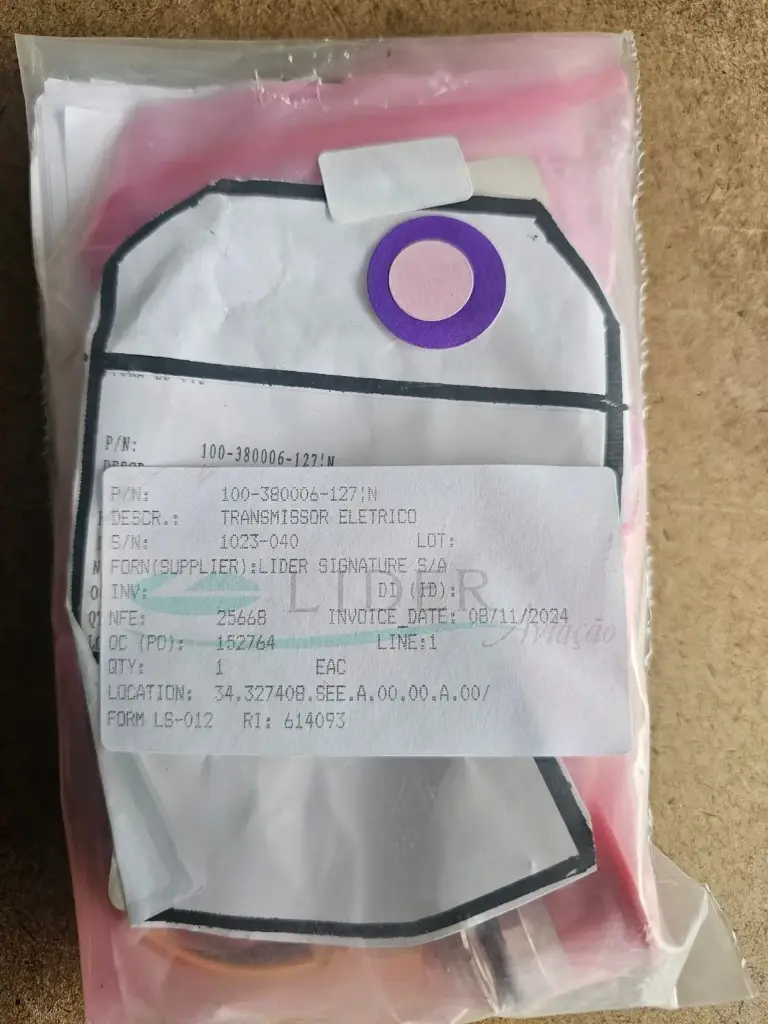 P/N: 100-380006-127¦N
P/N: 100-380006-127¦N
DESCR.: TRANSMISSOR ELETRICO
S/N: 1023-040 LOT:
FORN(SUPPLIER):LIDER SIGNATURE S/A
INV: DI (ID):
LIDER
NFE: 25668 INVOICE_DATE: 08/11/2024
Aviação
OC (PO): 152764 LINE:1
QTY: 1 EAC
LOCATION: 34.327408.SEE.A.00.00.A.00/
FORM LS-012 RI: 614093